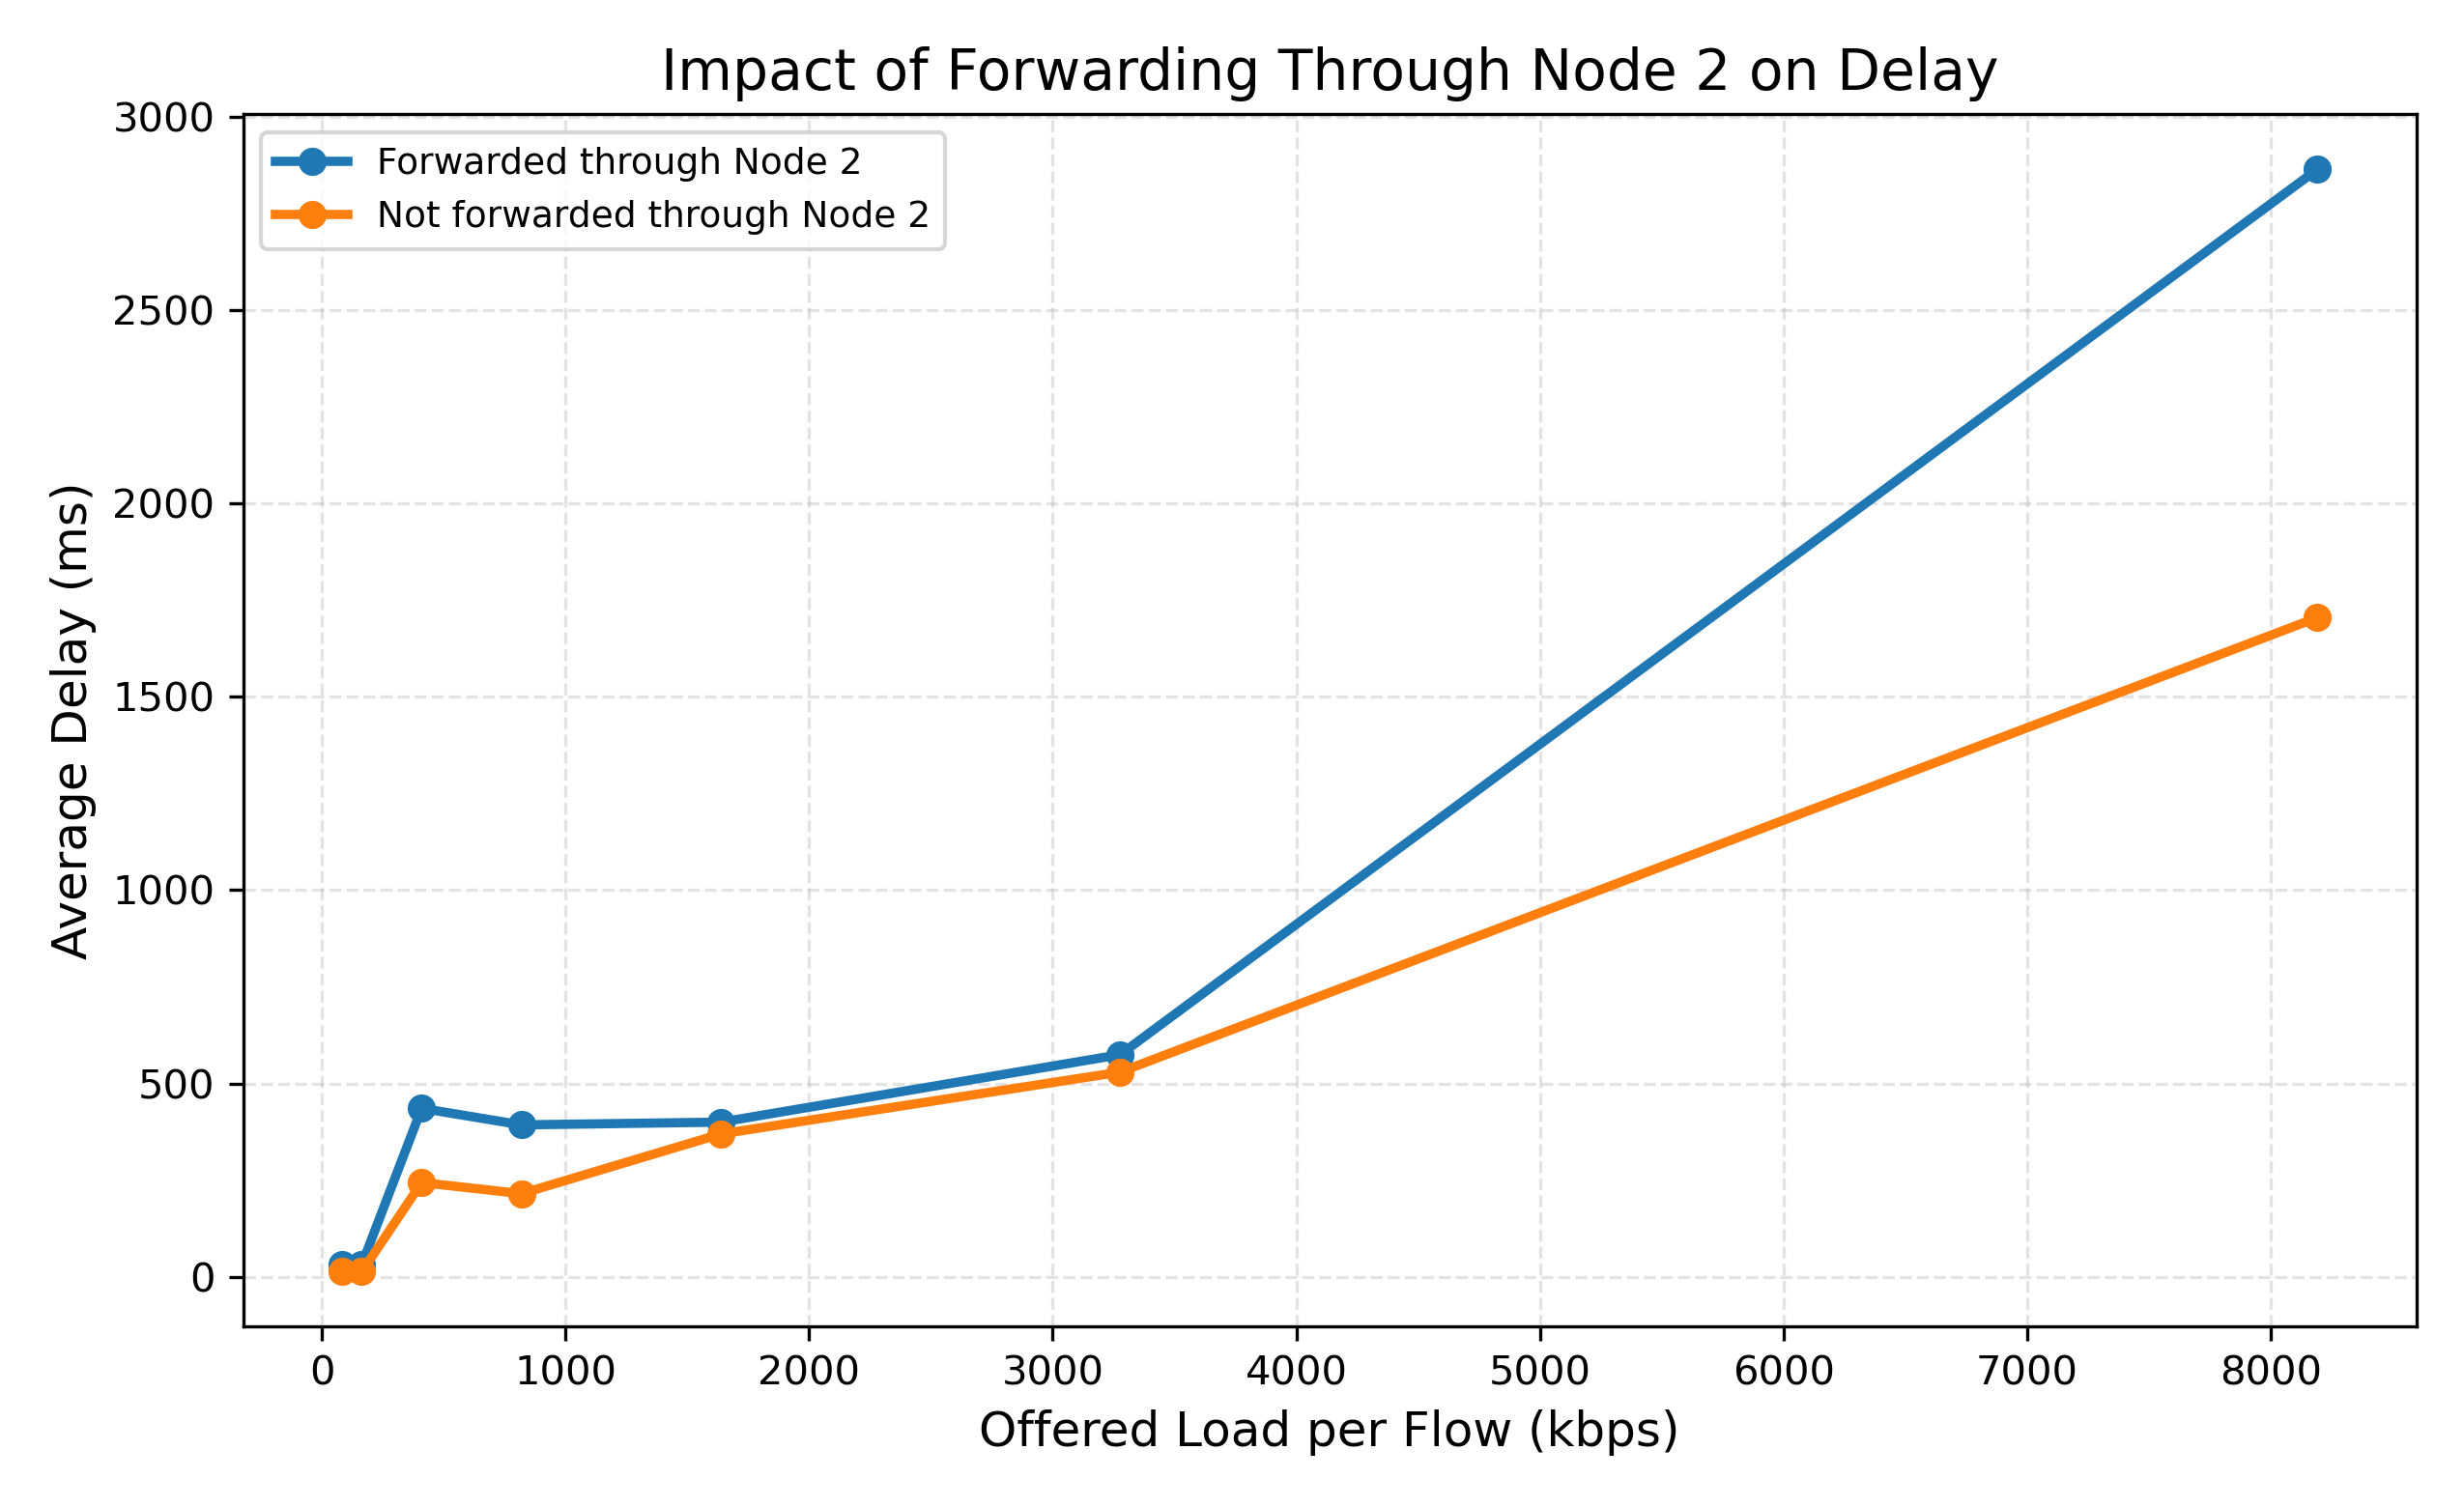 Impact of Forwarding Through Node 2 on Delay
Forwarded through Node 2
Not forwarded through Node 2
Average Delay (ms)
3000
2500
2000
1500
1000
500
0
0 1000 2000 3000 4000 5000 6000 7000 8000
Offered Load per Flow (kbps)